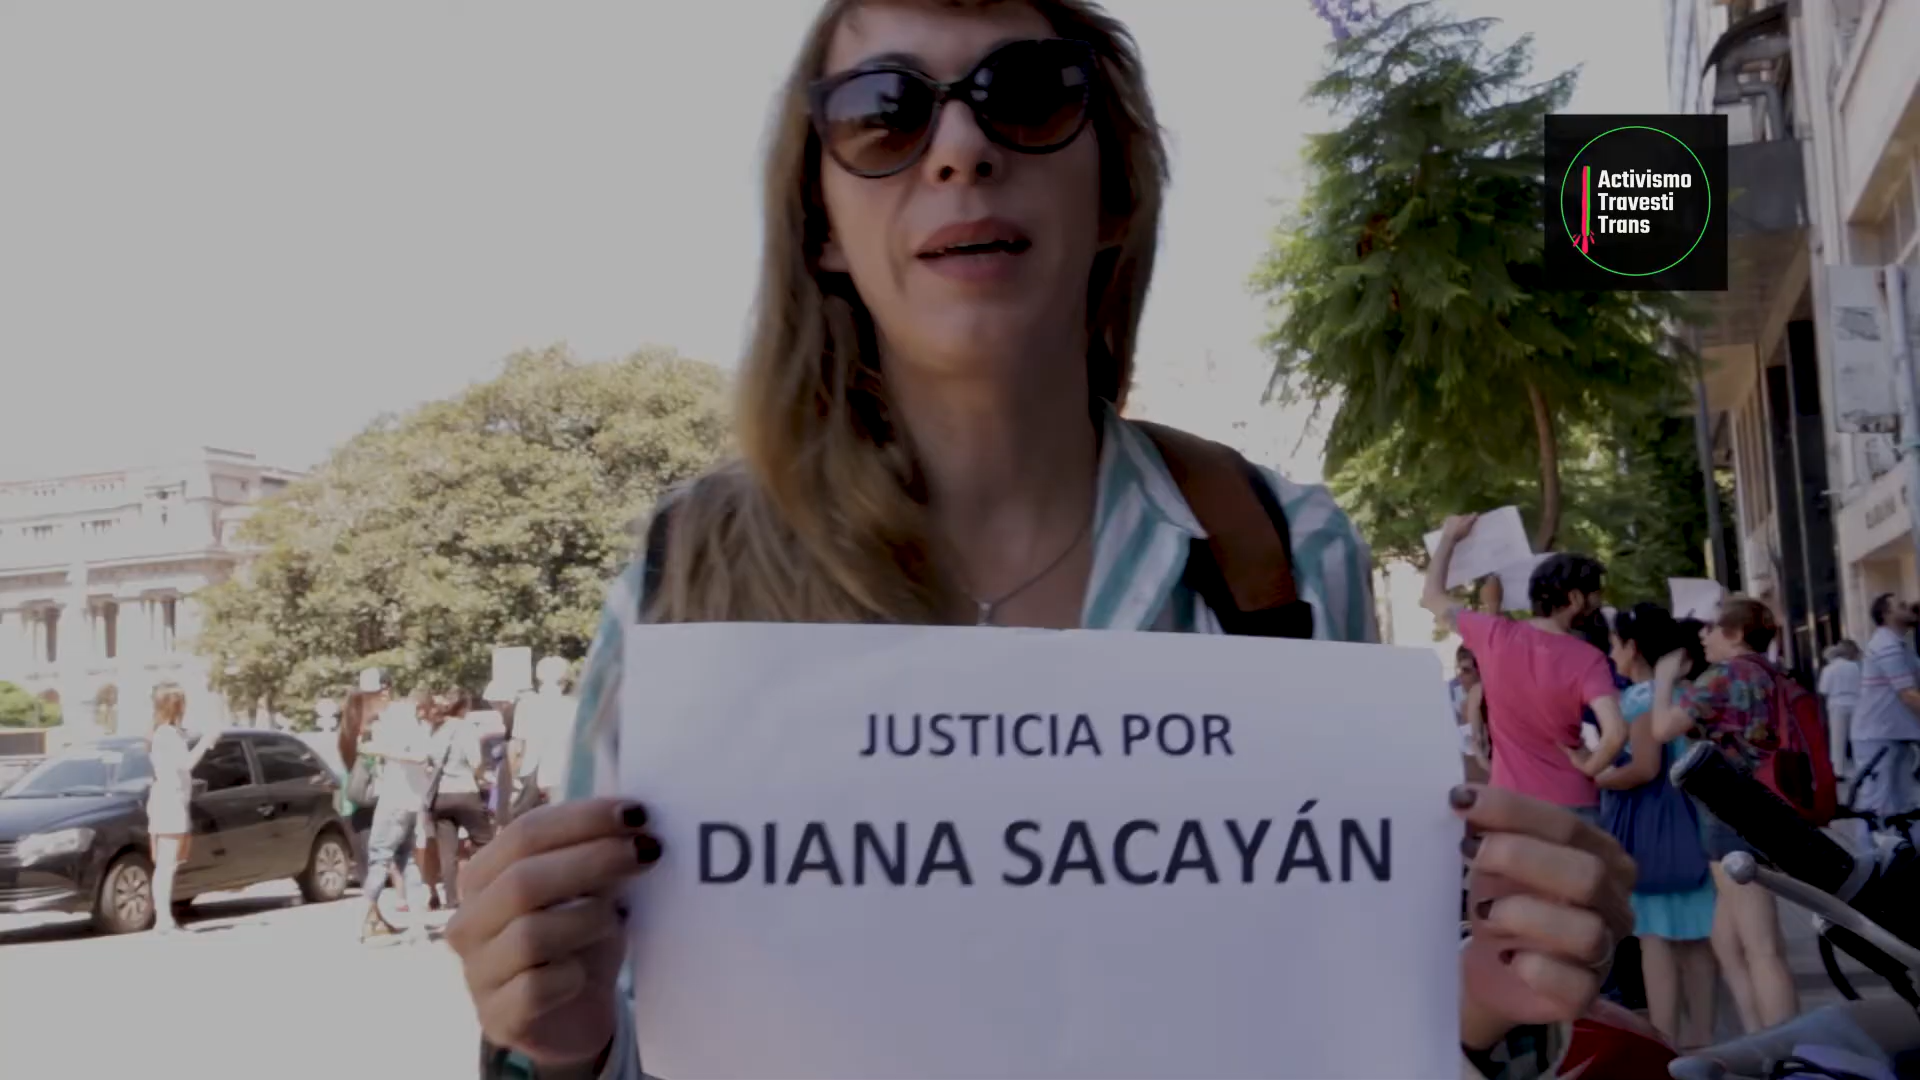 Activismo
Travesti
Trans
JUSTICIA POR
DIANA SACAYÁN